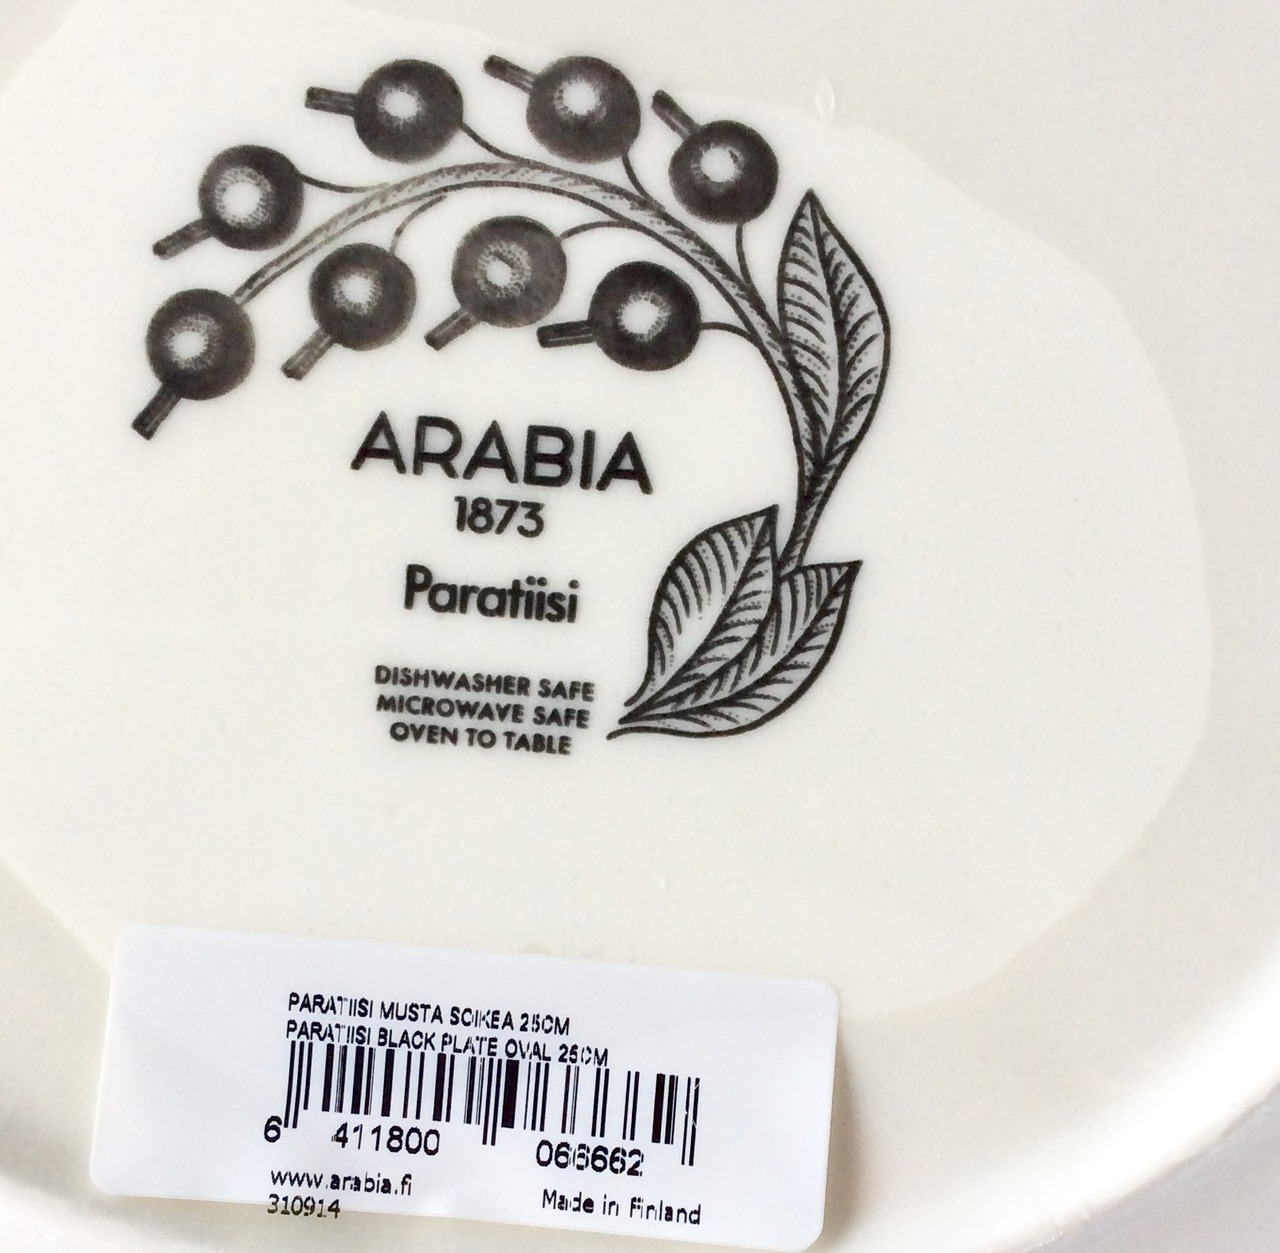 ARABIA
1873
Paratiisi
DISHWASHER SAFE
MICROWAVE SAFE
OVEN TO TABLE
PARATIISI MUSTA SOIKEA 25CM
PARATIISI BLACK PLATE OVAL 25CM
6 411800 066662
www.arabia.fi
310914 Made in Finland